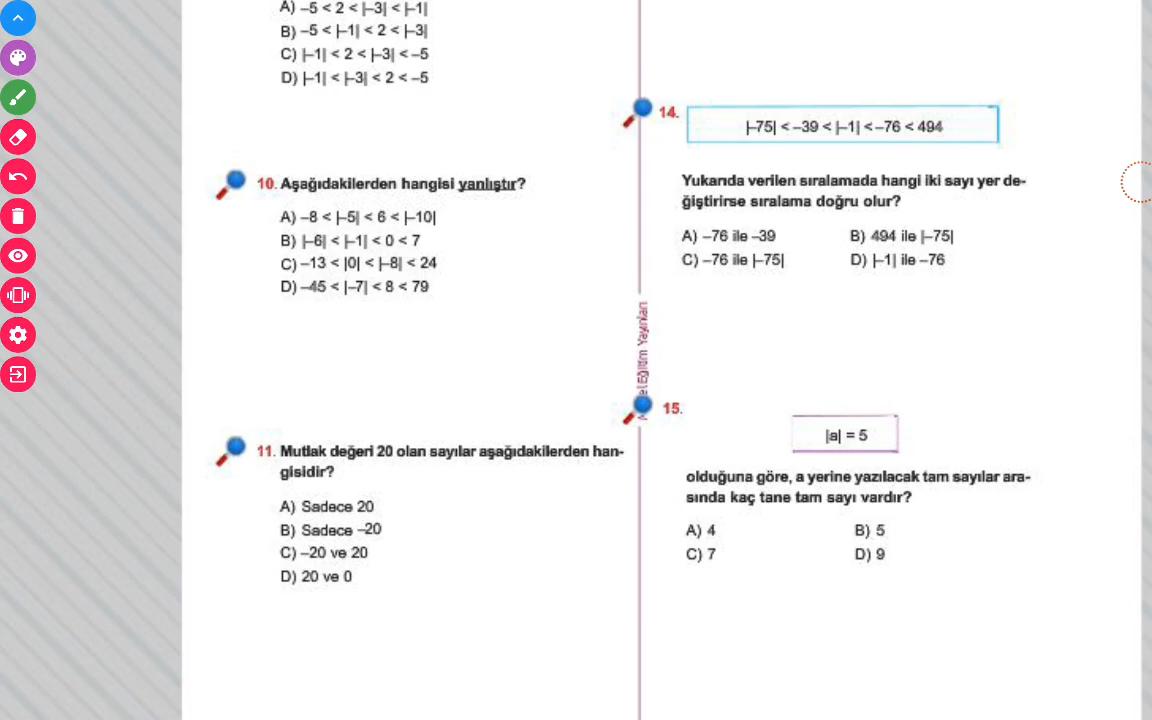 A) –5 < 2 < |–3| < |–1|
B) –5 < |–1| < 2 < |–3|
C) |–1| < 2 < |–3| < –5
D) |–1| < |–3| < 2 < –5
10. Aşağıdakilerden hangisi yanlıştır?
A) –8 < |–5| < 6 < |–10|
B) |–6| < |–1| < 0 < 7
C) –13 < |0| < |–8| < 24
D) –45 < |–7| < 8 < 79
11. Mutlak değeri 20 olan sayılar aşağıdakilerden han-
gisidir?
A) Sadece 20
B) Sadece –20
C) –20 ve 20
D) 20 ve 0
Eğitim Yayınları
14.
|–75| < –39 < |–1| < –76 < 494
Yukarıda verilen sıralamada hangi iki sayı yer de-
ğiştirirse sıralama doğru olur?
A) –76 ile –39 B) 494 ile |–75|
C) –76 ile |–75| D) |–1| ile –76
15.
|a| = 5
olduğuna göre, a yerine yazılacak tam sayılar ara-
sında kaç tane tam sayı vardır?
A) 4 B) 5
C) 7 D) 9